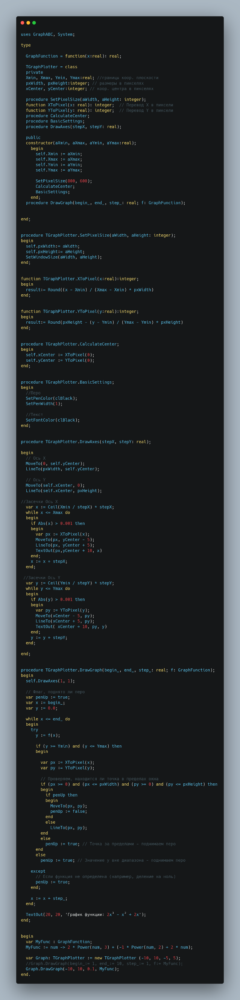 uses GraphABC, System;
type
GraphFunction = function(x:real): real;
TGraphPlotter = class
private
Xmin, Xmax, Ymin, Ymax:real; //границы коор. плоскости
pxWidth, pxHeight:integer; // размеры в пикселях
xCenter, yCenter:integer; // коор. центра в пикселях
procedure SetPixelSize(aWidth, aHeight: integer);
function XToPixel(x: real): integer;  // Перевод X в пиксели
function YToPixel(y: real): integer;  // Перевод Y в пиксели
procedure CalculateCenter;
procedure BasicSettings;
procedure DrawAxes(stepX, stepY: real);
public
constructor(aXmin, aXmax, aYmin, aYmax:real);
begin
self.Xmin := aXmin;
self.Xmax := aXmax;
self.Ymin := aYmin;
self.Ymax := aYmax;
SetPixelSize(800, 600);
CalculateCenter;
BasicSettings;
end;
procedure DrawGraph(begin_, end_, step_: real; f: GraphFunction);
end;
procedure TGraphPlotter.SetPixelSize(aWidth, aHeight: integer);
begin
self.pxWidth:= aWidth;
self.pxHeight:= aHeight;
SetWindowSize(aWidth, aHeight);
end;
function TGraphPlotter.XToPixel(x:real):integer;
begin
result:= Round((x - Xmin) / (Xmax - Xmin) * pxWidth)
end;
function TGraphPlotter.YToPixel(y:real):integer;
begin
result:= Round(pxHeight - (y - Ymin) / (Ymax - Ymin) * pxHeight)
end;
procedure TGraphPlotter.CalculateCenter;
begin
self.xCenter := XToPixel(0);
self.yCenter := YToPixel(0);
end;
procedure TGraphPlotter.BasicSettings;
begin
//Перо
SetPenColor(clBlack);
SetPenWidth(1);
//Текст
SetFontColor(clBlack);
end;
procedure TGraphPlotter.DrawAxes(stepX, stepY: real);
begin
// Ось X
MoveTo(0, self.yCenter);
LineTo(pxWidth, self.yCenter);
// Ось Y
MoveTo(self.xCenter, 0);
LineTo(self.xCenter, pxHeight);
//Засечки Ось X
var x := Ceil(Xmin / stepX) * stepX;
while x <= Xmax do
begin
if Abs(x) > 0.001 then
begin
var px := XToPixel(x);
MoveTo(px, yCenter - 5);
LineTo(px, yCenter + 5);
TextOut(px,yCenter + 10, x)
end;
x := x + stepX;
end;
//Засечки Ось Y
var y := Ceil(Ymin / stepY) * stepY;
while y <= Ymax do
begin
if Abs(y) > 0.001 then
begin
var py := YToPixel(y);
MoveTo(xCenter - 5, py);
LineTo(xCenter + 5, py);
TextOut( xCenter + 10, py, y)
end;
y := y + stepY;
end;
end;
procedure TGraphPlotter.DrawGraph(begin_, end_, step_: real; f: GraphFunction);
begin
self.DrawAxes(1, 1);
// Флаг, поднято ли перо
var penUp := true;
var x := begin_;
var y := 0.0;
while x <= end_ do
begin
try
y := f(x);
if (y >= Ymin) and (y <= Ymax) then
begin
var px := XToPixel(x);
var py := YToPixel(y);
// Проверяем, находится ли точка в пределах окна
if (px >= 0) and (px <= pxWidth) and (py >= 0) and (py <= pxHeight) then
begin
if penUp then
begin
MoveTo(px, py);
penUp := false;
end
else
LineTo(px, py);
end
else
penUp := true; // Точка за пределами - поднимаем перо
end
else
penUp := true; // Значение y вне диапазона - поднимаем перо
except
// Если функция не определена (например, деление на ноль)
penUp := true;
end;
x := x + step_;
end;
TextOut(20, 20, 'График функции: 2x³ - x² + 2x');
end;
begin
var MyFunc : GraphFunction;
MyFunc := num -> 2 * Power(num, 3) + (-1 * Power(num, 2) + 2 * num);
var Graph: TGraphPlotter := new TGraphPlotter (-10, 10, -5, 5);
//Graph.DrawGraph(begin_:= 1, end_:= 10, step_:= 1, f:= MyFunc);
Graph.DrawGraph(-10, 10, 0.1, MyFunc);
end.